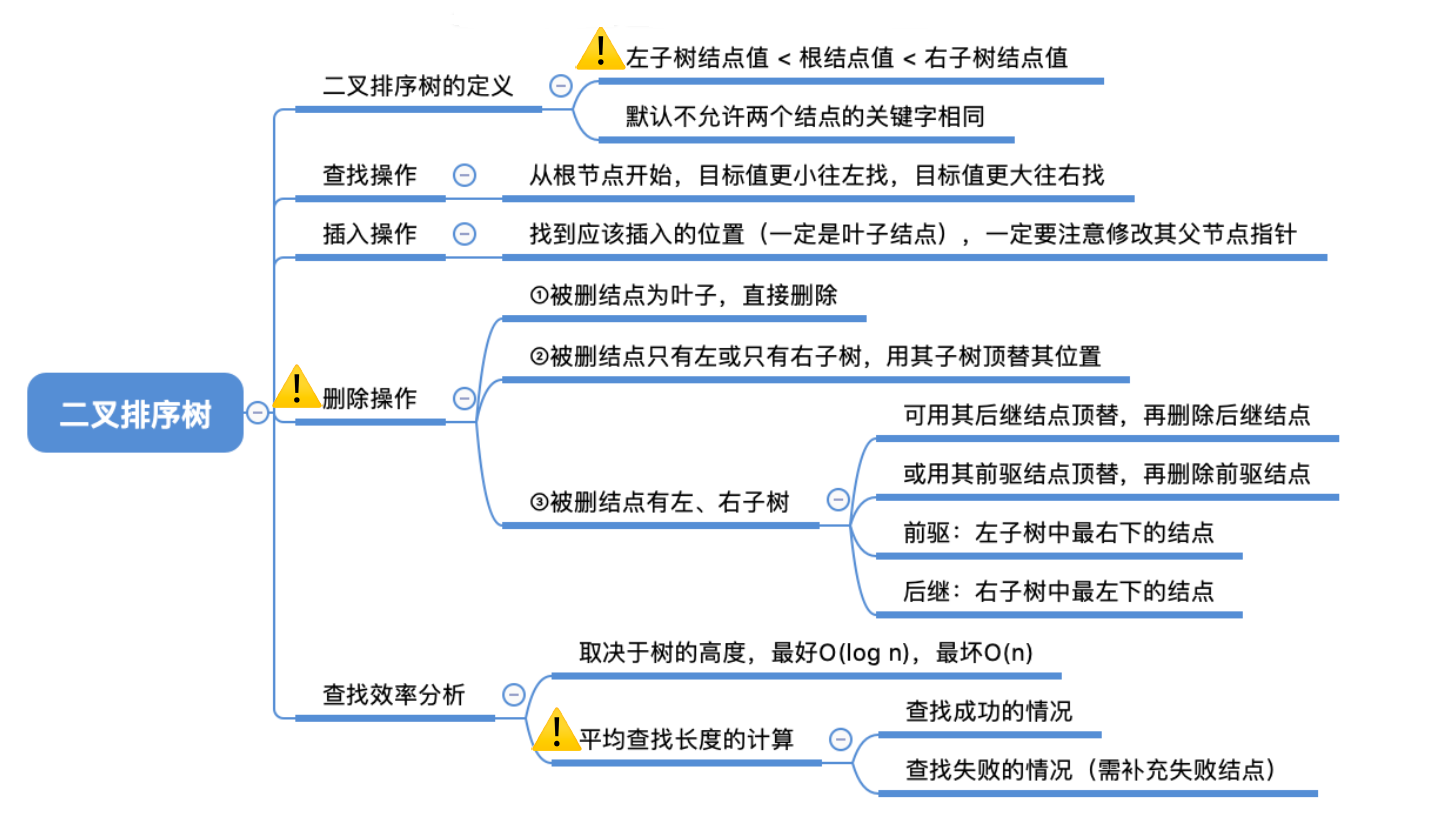 左子树结点值 < 根结点值 < 右子树结点值
二叉排序树的定义
默认不允许两个结点的关键字相同
查找操作
从根节点开始，目标值更小往左找，目标值更大往右找
插入操作
找到应该插入的位置（一定是叶子结点），一定要注意修改其父节点指针
①被删结点为叶子，直接删除
②被删结点只有左或只有右子树，用其子树顶替其位置
二叉排序树
删除操作
可用其后继结点顶替，再删除后继结点
或用其前驱结点顶替，再删除前驱结点
③被删结点有左、右子树
前驱：左子树中最右下的结点
后继：右子树中最左下的结点
取决于树的高度，最好O(log n)，最坏O(n)
查找效率分析
查找成功的情况
平均查找长度的计算
查找失败的情况（需补充失败结点）